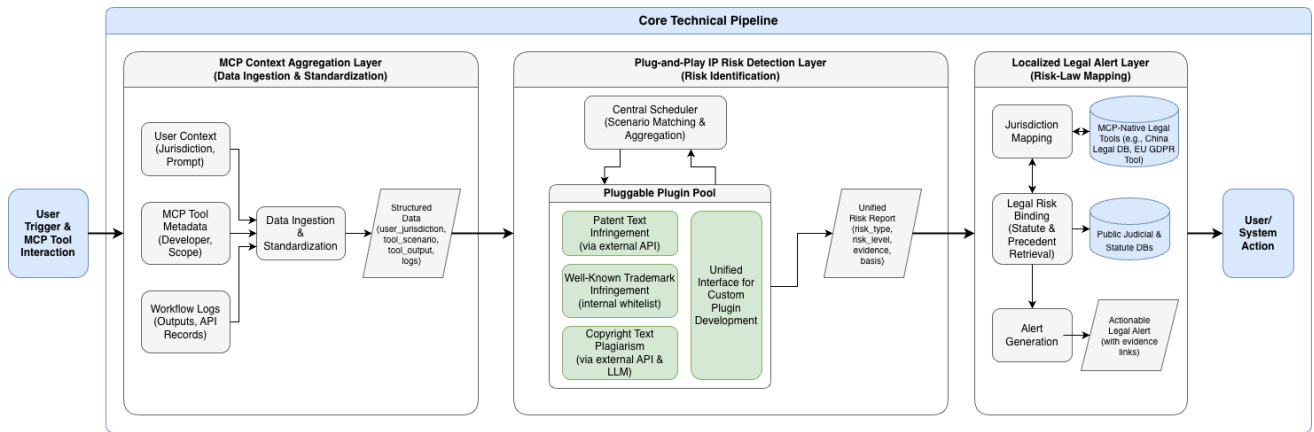 Core Technical Pipeline
MCP Context Aggregation Layer
(Data Ingestion & Standardization)
Plug-and-Play IP Risk Detection Layer
(Risk Identification)
Localized Legal Alert Layer
(Risk-Law Mapping)
User
Trigger &
MCP Tool
Interaction
User Context
(Jurisdiction,
Prompt)
MCP Tool
Metadata
(Developer,
Scope)
Workflow Logs
(Outputs, API
Records)
Data Ingestion
&
Standardization
Structured
Data
{user_jurisdiction,
tool_scenario,
tool_output,
logs}
Central Scheduler
(Scenario Matching &
Aggregation)
Pluggable Plugin Pool
Patent Text
Infringement
(via external API)
Well-Known Trademark
Infringement
(internal whitelist)
Copyright Text
Plagiarism
(via external API &
LLM)
Unified
Interface for
Custom
Plugin
Development
Unified
Risk Report
{risk_type,
risk_level,
evidence,
basis}
Jurisdiction
Mapping
MCP-Native Legal
Tools (e.g., China
Legal DB, EU GDPR
Tool)
Legal Risk
Binding
(Statute &
Precedent
Retrieval)
Public Judicial &
Statute DBs
Alert
Generation
Actionable
Legal Alert
(with evidence
links)
User/
System
Action